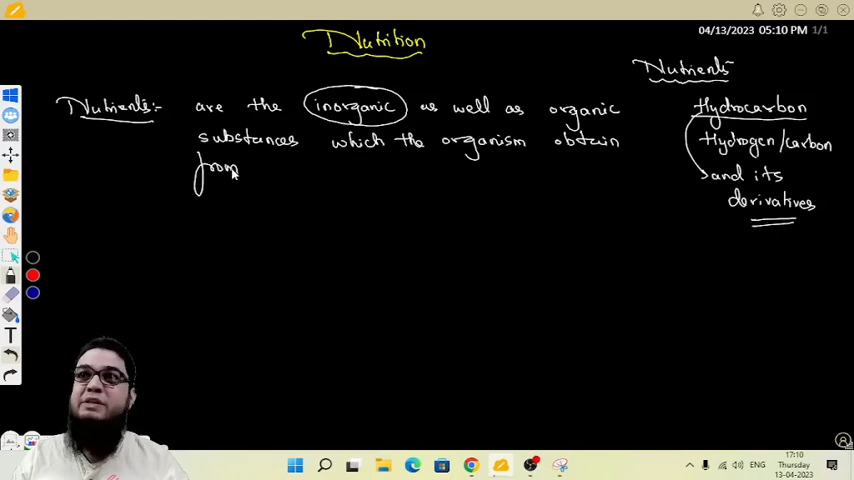 Nutrition
04/13/2023 05:10 PM 1/1
Nutrients:- are the inorganic as well as organic
substances which the organism obtain
from
Nutrients-
Hydrocarbon
Hydrogen/carbon
and its
derivatives
T
ENG
17:10
Thursday
13-04-2023